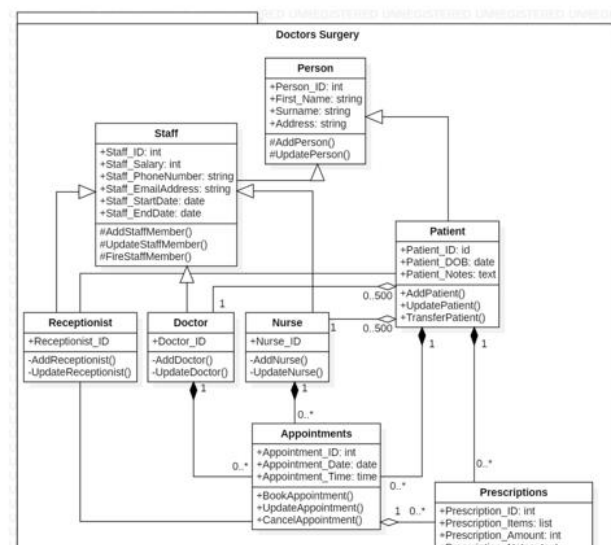 Doctors Surgery
Person
+Person_ID: int
+First_Name: string
+Surname: string
+Address: string
#AddPerson()
#UpdatePerson()
Staff
+Staff_ID: int
+Staff_Salary: int
+Staff_PhoneNumber: string
+Staff_EmailAddress: string
+Staff_StartDate: date
+Staff_EndDate: date
#AddStaffMember()
#UpdateStaffMember()
#FireStaffMember()
Patient
+Patient_ID: id
+Patient_DOB: date
+Patient_Notes: text
+AddPatient()
+UpdatePatient()
+TransferPatient()
1
0..500
Receptionist
+Receptionist_ID
-AddReceptionist()
-UpdateReceptionist()
Doctor
+Doctor_ID
-AddDoctor()
-UpdateDoctor()
Nurse
+Nurse_ID
-AddNurse()
-UpdateNurse()
1
0..500
1
1
1
1
0..*
0..*
0..*
0..*
Appointments
+Appointment_ID: int
+Appointment_Date: date
+Appointment_Time: time
+BookAppointment()
+UpdateAppointment()
+CancelAppointment()
1
0..*
Prescriptions
+Prescription_ID: int
+Prescription_Items: list
+Prescription_Amount: int